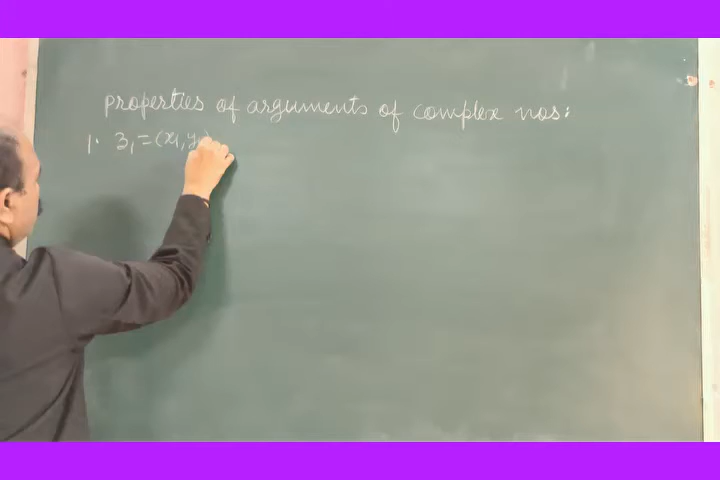 properties of arguments of complex nos:
1. z₁ = (x₁, y₁)